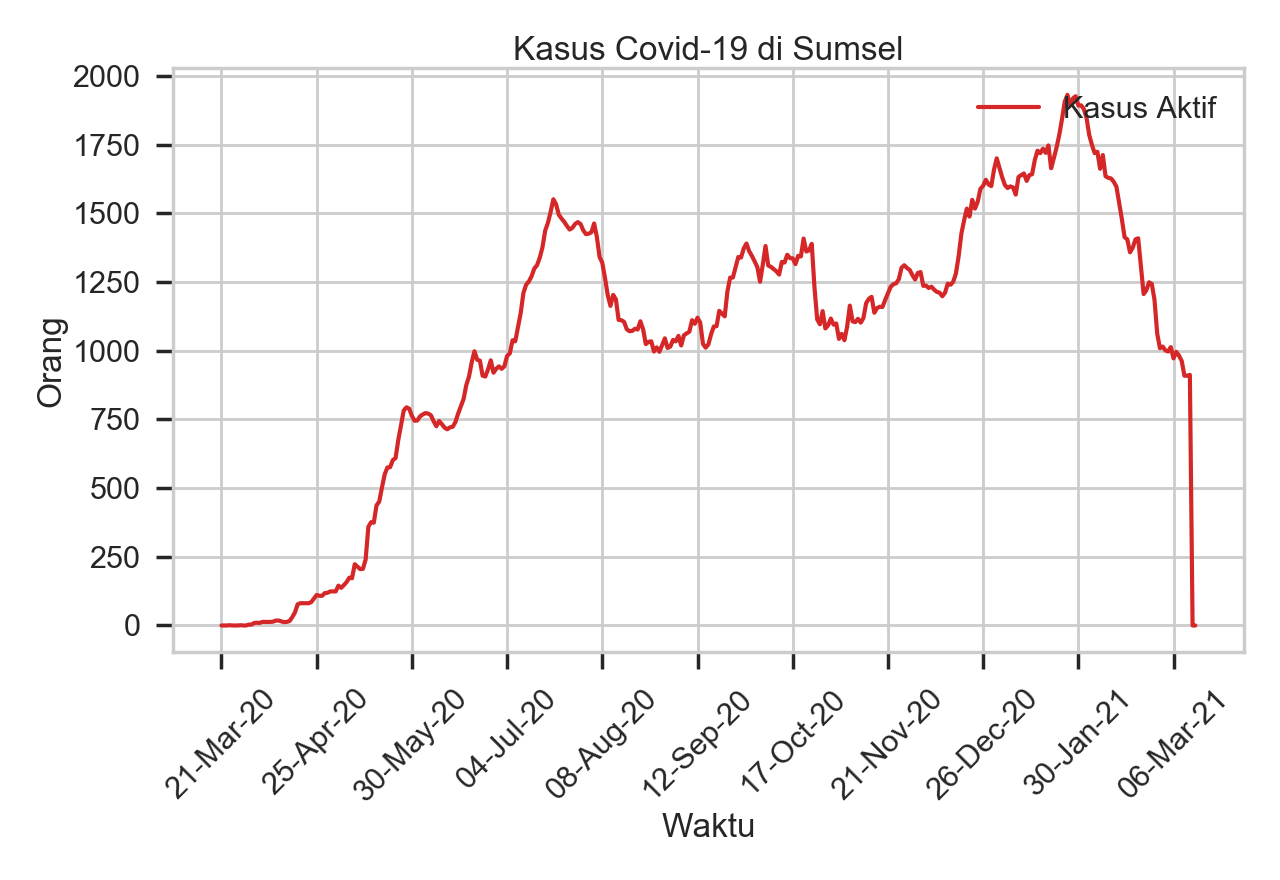 Kasus Covid-19 di Sumsel
Kasus Aktif
2000
1750
1500
1250
1000
750
500
250
0
Orang
21-Mar-20
25-Apr-20
30-May-20
04-Jul-20
08-Aug-20
12-Sep-20
17-Oct-20
21-Nov-20
26-Dec-20
30-Jan-21
06-Mar-21
Waktu